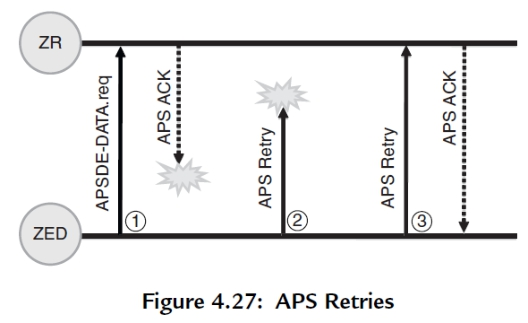 ZR
APSDE-DATA.req
APS ACK
APS Retry
APS Retry
APS ACK
ZED
1
2
3
Figure 4.27: APS Retries